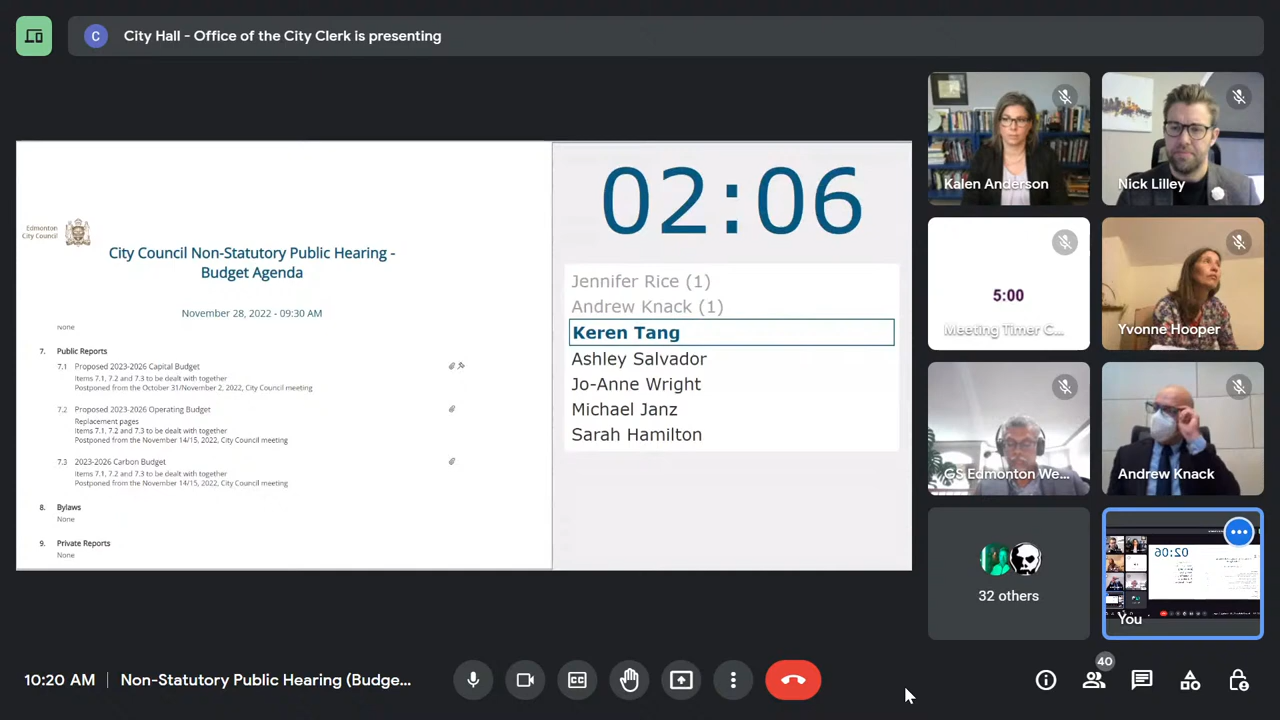 C
City Hall - Office of the City Clerk is presenting
Edmonton
City Council
City Council Non-Statutory Public Hearing -
Budget Agenda
November 28, 2022 - 09:30 AM
None
7. Public Reports
7.1 Proposed 2023-2026 Capital Budget
Items 7.1, 7.2 and 7.3 to be dealt with together
Postponed from the October 31/November 2, 2022, City Council meeting
7.2 Proposed 2023-2026 Operating Budget
Replacement pages
Items 7.1, 7.2 and 7.3 to be dealt with together
Postponed from the November 14/15, 2022, City Council meeting
7.3 2023-2026 Carbon Budget
Items 7.1, 7.2 and 7.3 to be dealt with together
Postponed from the November 14/15, 2022, City Council meeting
8. Bylaws
None
9. Private Reports
None
02:06
Jennifer Rice (1)
Andrew Knack (1)
Keren Tang
Ashley Salvador
Jo-Anne Wright
Michael Janz
Sarah Hamilton
Kalen Anderson
Nick Lilley
5:00
Meeting Timer C...
Yvonne Hooper
GS Edmonton We...
Andrew Knack
32 others
02:06
You
10:20 AM
Non-Statutory Public Hearing (Budge...
CC
40